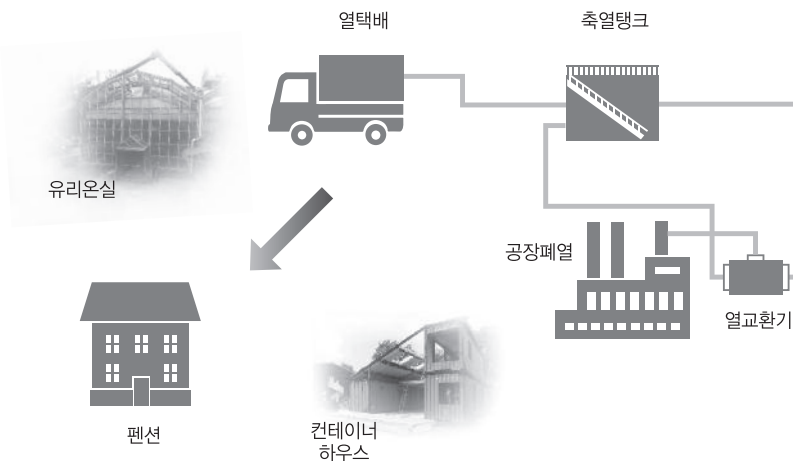 열택배
축열탱크
유리온실
공장폐열
열교환기
펜션
컨테이너
하우스